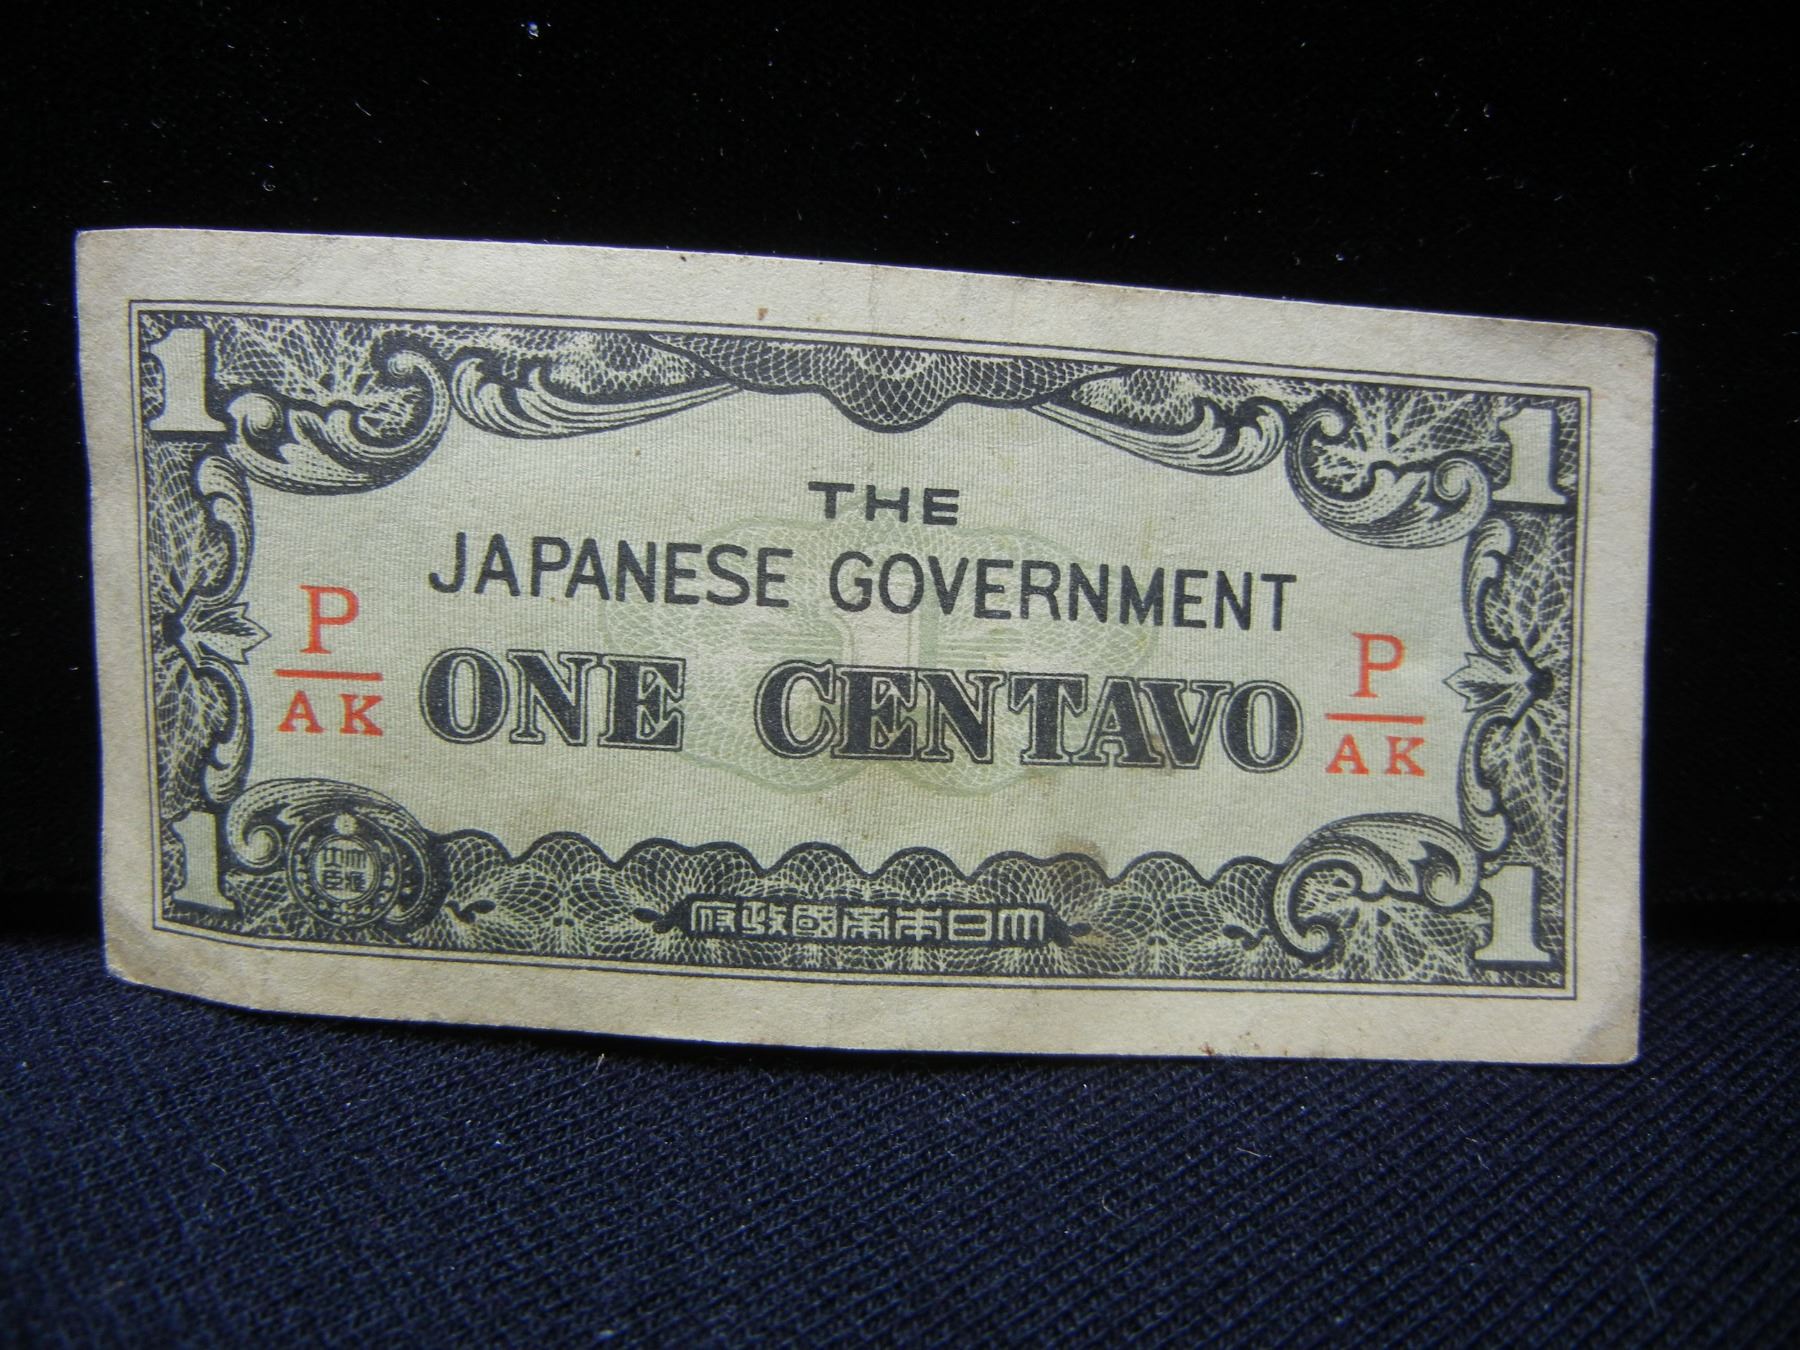 1 1
THE
JAPANESE GOVERNMENT
P
AK
ONE CENTAVO
P
AK
1 1
府政國帝本日大